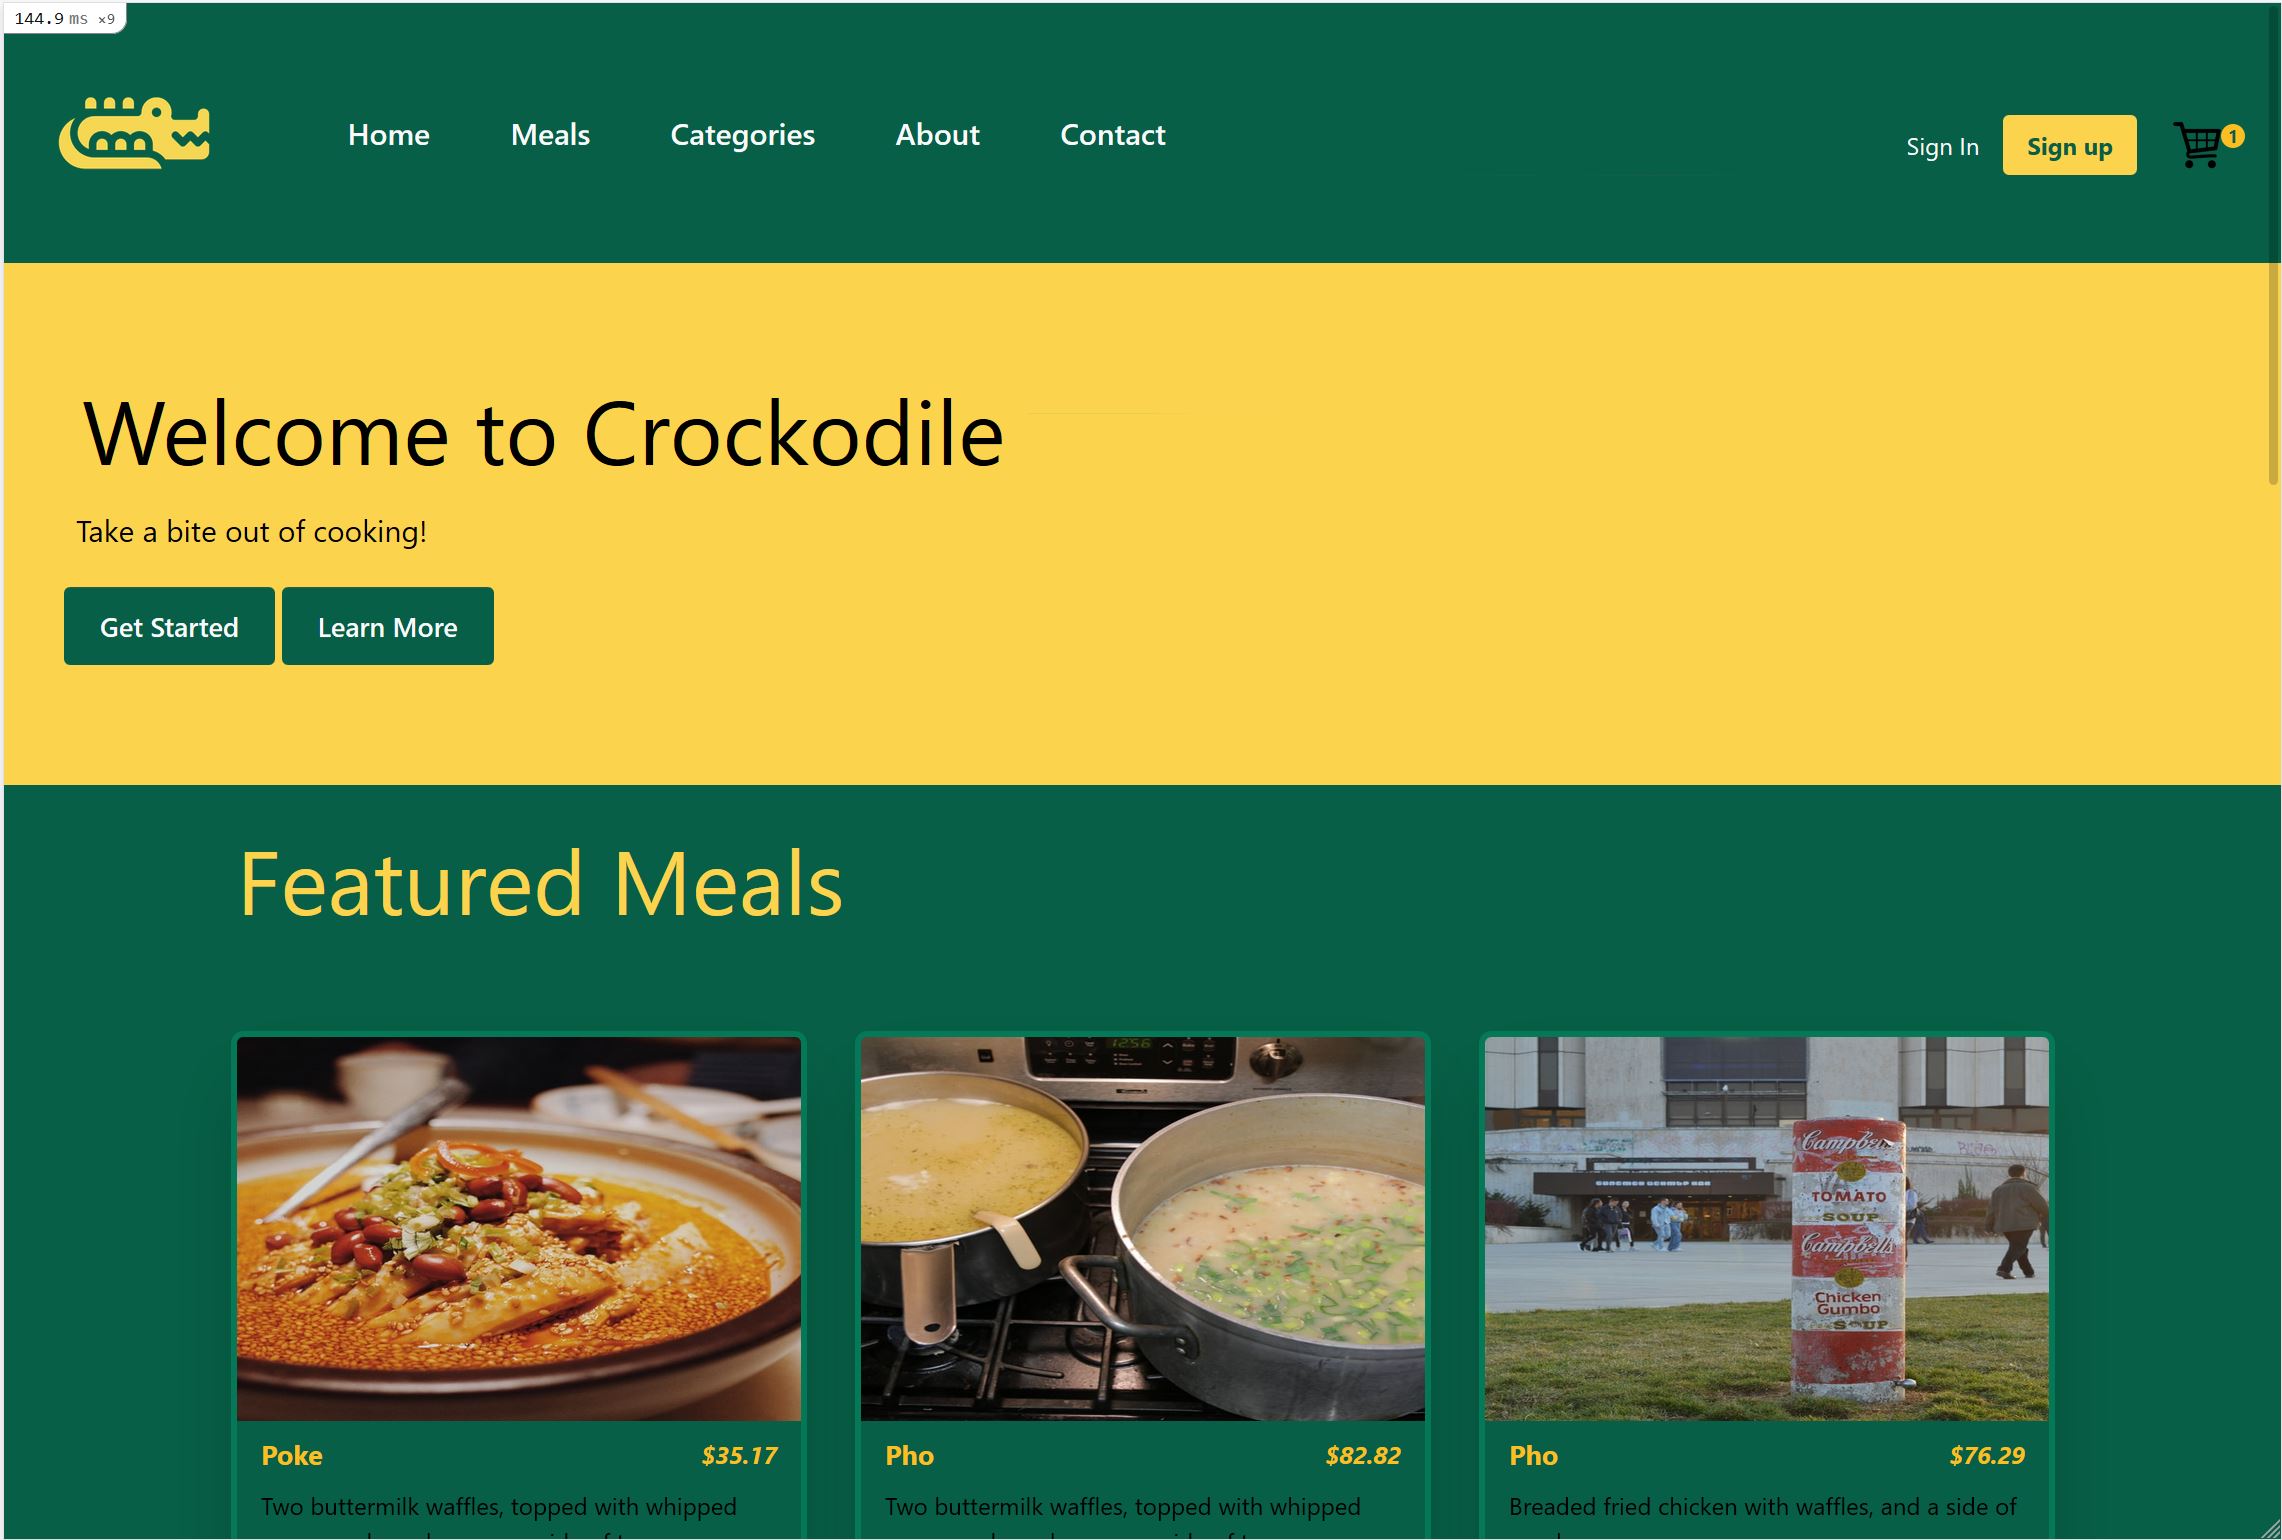 144.9 ms ×9
Home Meals Categories About Contact
Sign In Sign up 1
Welcome to Crockodile
Take a bite out of cooking!
Get Started Learn More
Featured Meals
12:56
Campbell's
TOMATO
SOUP
Campbell's
Chicken
Gumbo
SOUP
Poke $35.17
Pho $82.82
Pho $76.29
Two buttermilk waffles, topped with whipped
Two buttermilk waffles, topped with whipped
Breaded fried chicken with waffles, and a side of